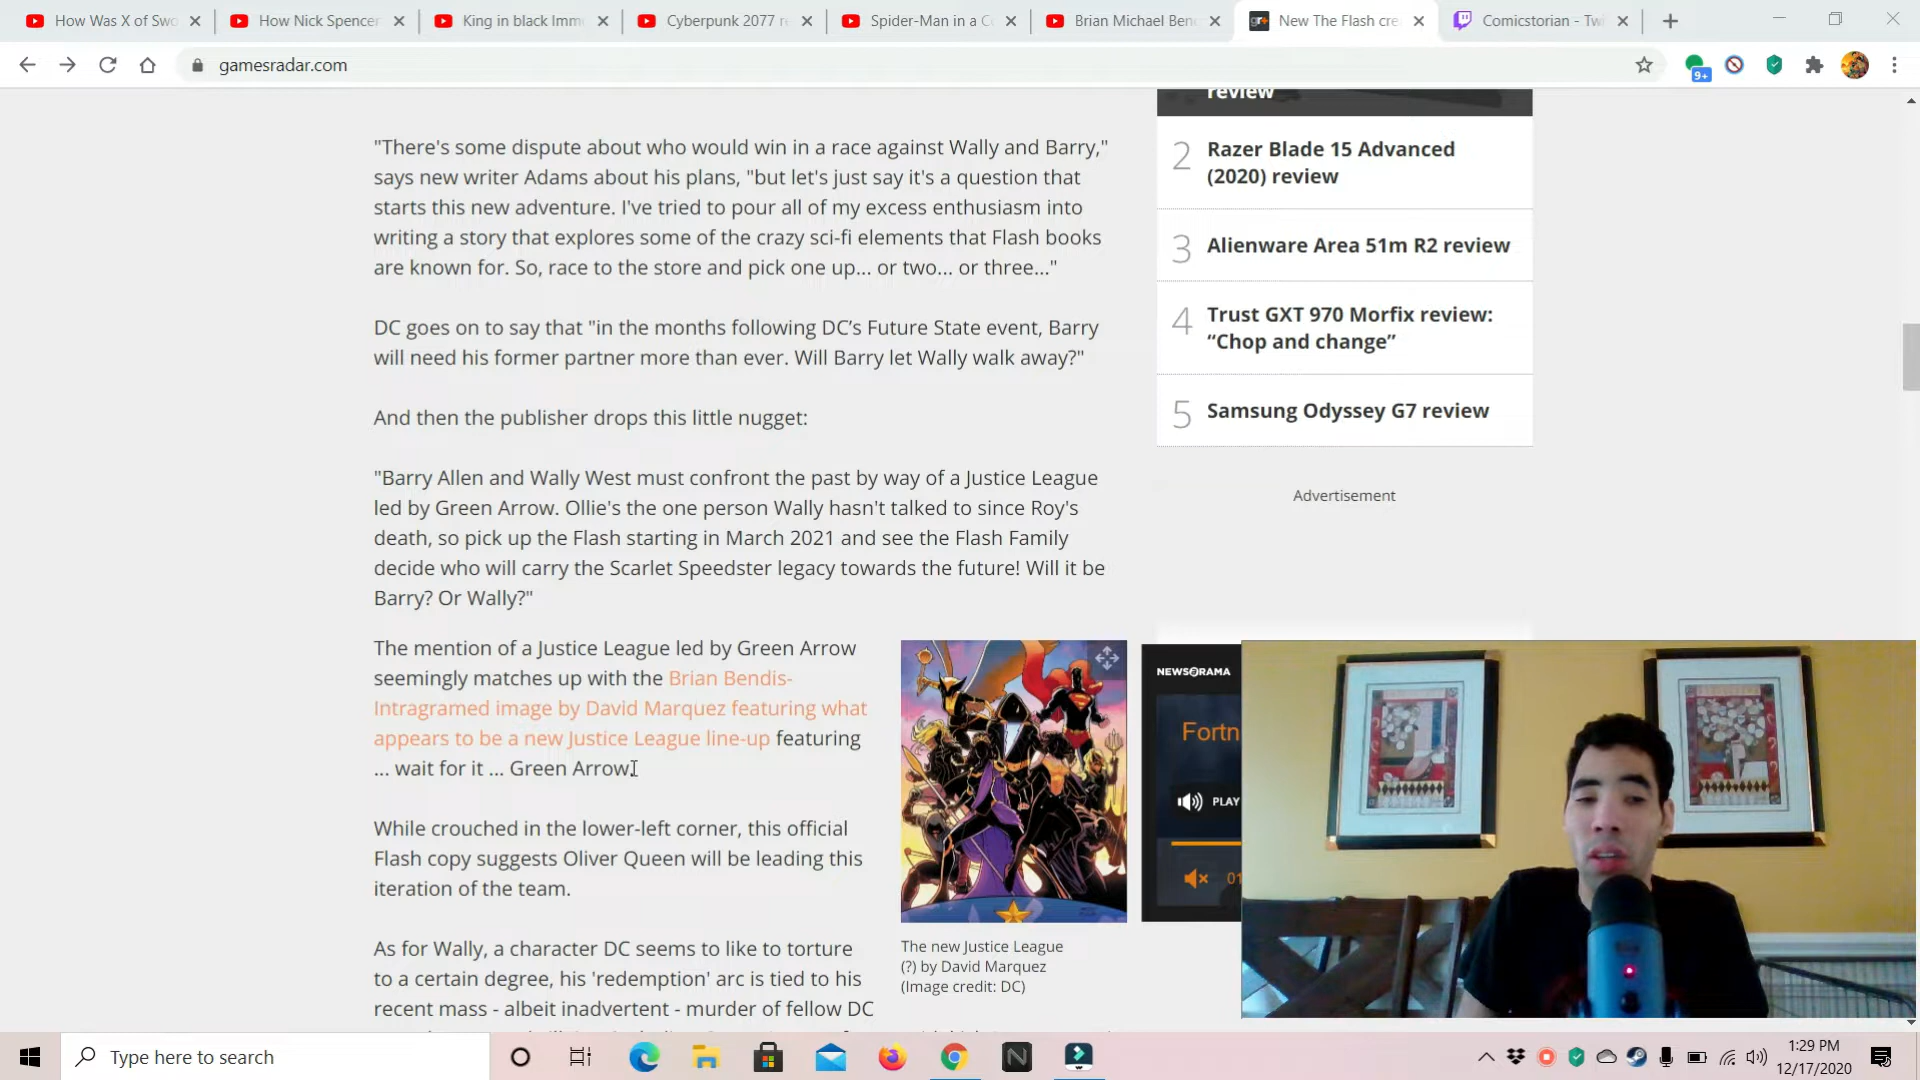 How Was X of Swo
How Nick Spencer
King in black Imm
Cyberpunk 2077 r
Spider-Man in a C
Brian Michael Ben
gr+
New The Flash cre
Comicstorian - Tw
gamesradar.com
9+
review
"There's some dispute about who would win in a race against Wally and Barry,"
says new writer Adams about his plans, "but let's just say it's a question that
starts this new adventure. I've tried to pour all of my excess enthusiasm into
writing a story that explores some of the crazy sci-fi elements that Flash books
are known for. So, race to the store and pick one up... or two... or three..."
DC goes on to say that "in the months following DC’s Future State event, Barry
will need his former partner more than ever. Will Barry let Wally walk away?"
And then the publisher drops this little nugget:
"Barry Allen and Wally West must confront the past by way of a Justice League
led by Green Arrow. Ollie's the one person Wally hasn't talked to since Roy's
death, so pick up the Flash starting in March 2021 and see the Flash Family
decide who will carry the Scarlet Speedster legacy towards the future! Will it be
Barry? Or Wally?"
The mention of a Justice League led by Green Arrow
seemingly matches up with the Brian Bendis-
Intragramed image by David Marquez featuring what
appears to be a new Justice League line-up featuring
... wait for it ... Green Arrow.
While crouched in the lower-left corner, this official
Flash copy suggests Oliver Queen will be leading this
iteration of the team.
As for Wally, a character DC seems to like to torture
to a certain degree, his 'redemption' arc is tied to his
recent mass - albeit inadvertent - murder of fellow DC
The new Justice League
(?) by David Marquez
(Image credit: DC)
2 Razer Blade 15 Advanced
(2020) review
3 Alienware Area 51m R2 review
4 Trust GXT 970 Morfix review:
“Chop and change”
5 Samsung Odyssey G7 review
Advertisement
NEWSARAMA
Fortn
PLAY
01
Type here to search
1:29 PM
12/17/2020